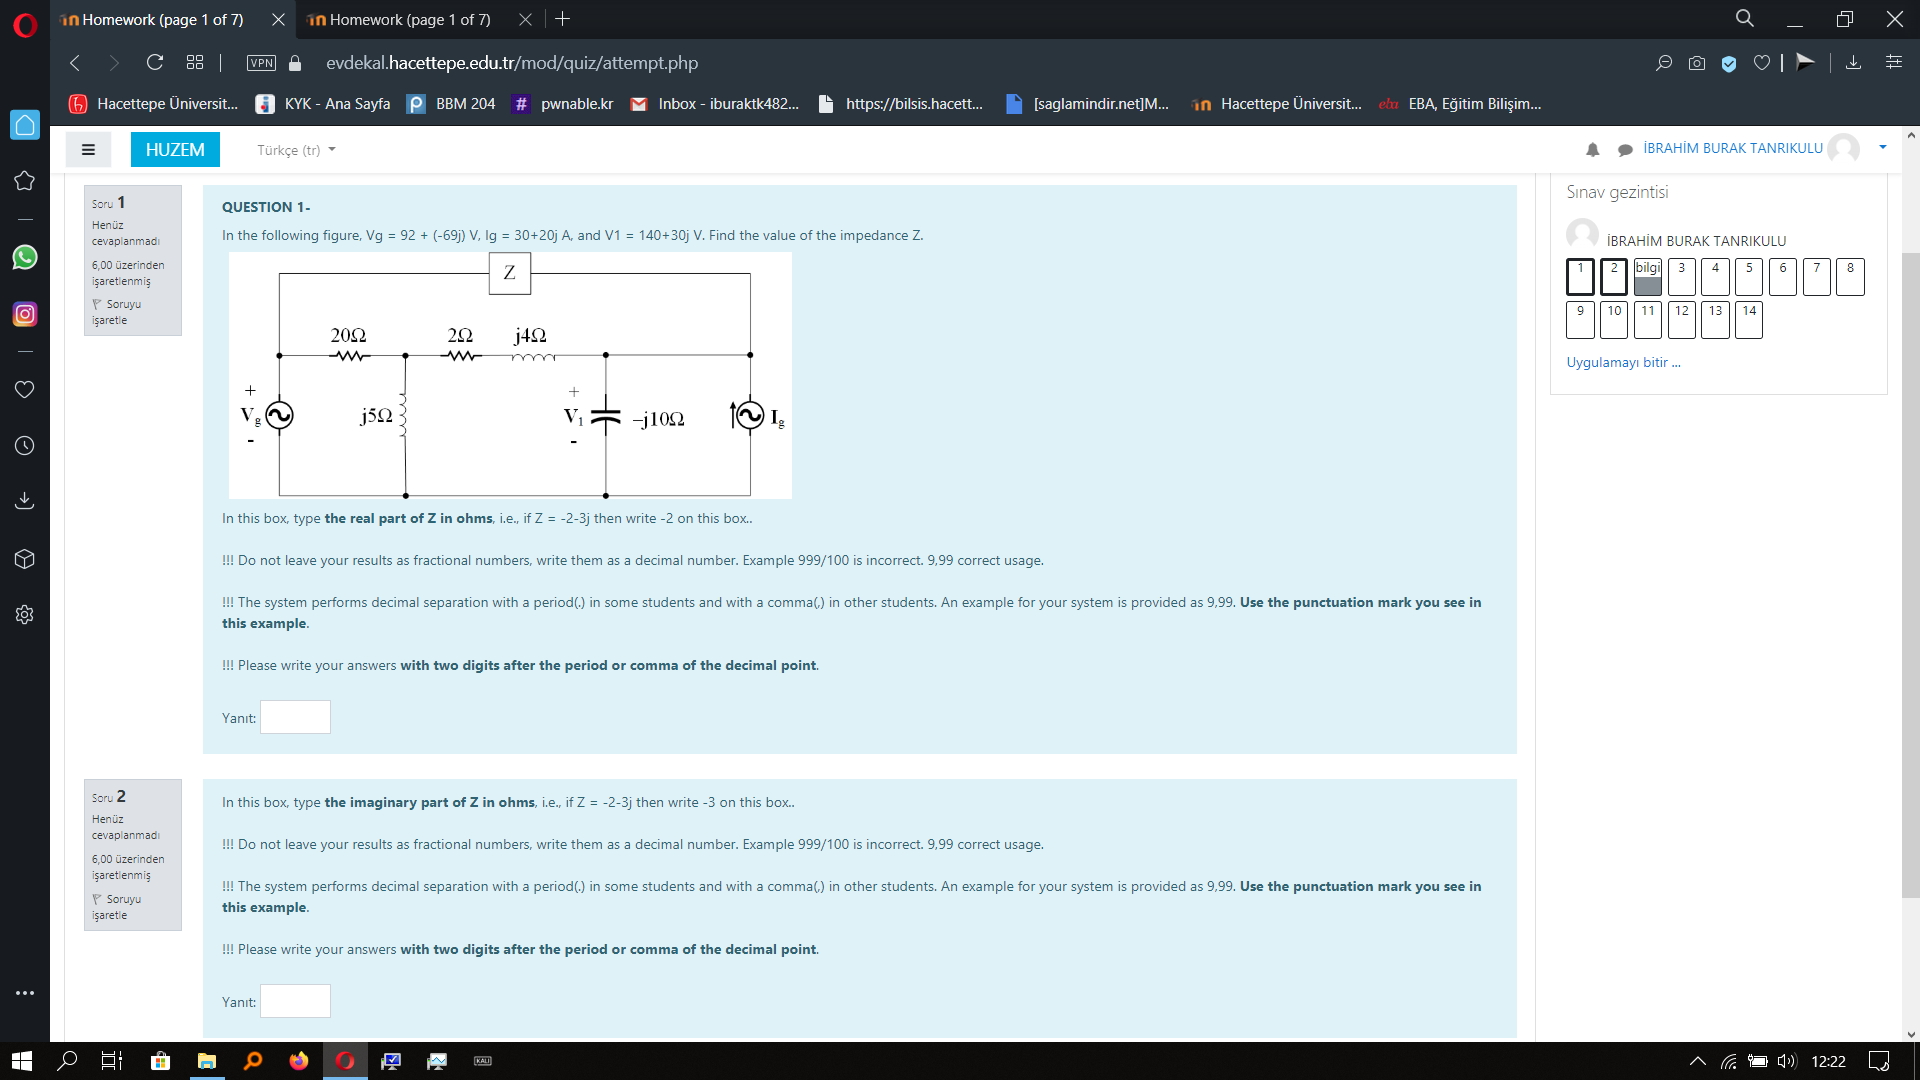 Homework (page 1 of 7)
Homework (page 1 of 7)
VPN
evdekal.hacettepe.edu.tr/mod/quiz/attempt.php
Hacettepe Üniversit...
KYK - Ana Sayfa
BBM 204
pwnable.kr
Inbox - iburaktk482...
https://bilsis.hacett...
[saglamindir.net]M...
Hacettepe Üniversit...
eba
EBA, Eğitim Bilişim...
HUZEM
Türkçe (tr)
İBRAHİM BURAK TANRIKULU
Soru 1
Henüz
cevaplanmadı
6,00 üzerinden
işaretlenmiş
Soruyu
işaretle
QUESTION 1-
In the following figure, Vg = 92 + (-69j) V, Ig = 30+20j A, and V1 = 140+30j V. Find the value of the impedance Z.
Z
20Ω
2Ω
j4Ω
+
Vg
-
j5Ω
+
V1
-
–j10Ω
Ig
In this box, type the real part of Z in ohms, i.e., if Z = -2-3j then write -2 on this box..
!!! Do not leave your results as fractional numbers, write them as a decimal number. Example 999/100 is incorrect. 9,99 correct usage.
!!! The system performs decimal separation with a period(.) in some students and with a comma(,) in other students. An example for your system is provided as 9,99. Use the punctuation mark you see in
this example.
!!! Please write your answers with two digits after the period or comma of the decimal point.
Yanıt:
Soru 2
Henüz
cevaplanmadı
6,00 üzerinden
işaretlenmiş
Soruyu
işaretle
In this box, type the imaginary part of Z in ohms, i.e., if Z = -2-3j then write -3 on this box..
!!! Do not leave your results as fractional numbers, write them as a decimal number. Example 999/100 is incorrect. 9,99 correct usage.
!!! The system performs decimal separation with a period(.) in some students and with a comma(,) in other students. An example for your system is provided as 9,99. Use the punctuation mark you see in
this example.
!!! Please write your answers with two digits after the period or comma of the decimal point.
Yanıt:
Sınav gezintisi
İBRAHİM BURAK TANRIKULU
1 2 bilgi 3 4 5 6 7 8
9 10 11 12 13 14
Uygulamayı bitir ...
KALI
12:22